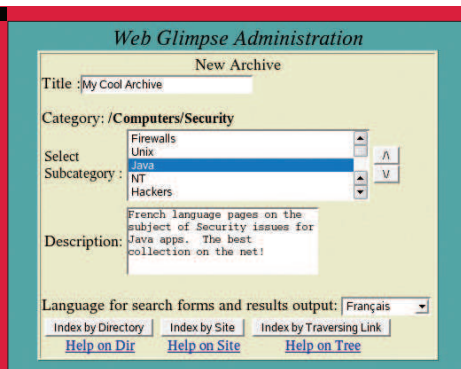 Web Glimpse Administration
New Archive
Title : My Cool Archive
Category: /Computers/Security
Select Subcategory :
Firewalls
Unix
Java
NT
Hackers
/\
\/
Description:
French language pages on the
subject of Security issues for
Java apps. The best
collection on the net!
Language for search forms and results output: Français
Index by Directory Index by Site Index by Traversing Link
Help on Dir Help on Site Help on Tree